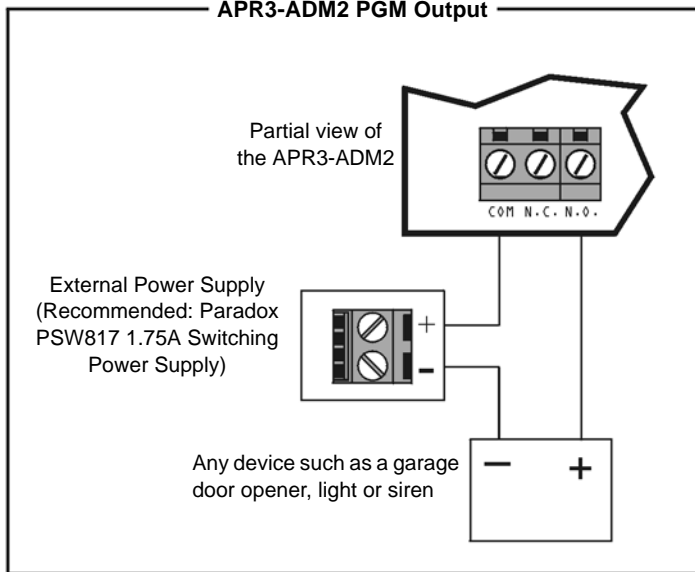 APR3-ADM2 PGM Output
Partial view of
the APR3-ADM2
COM N.C. N.O.
External Power Supply
(Recommended: Paradox
PSW817 1.75A Switching
Power Supply)
+
-
Any device such as a garage
door opener, light or siren
- +